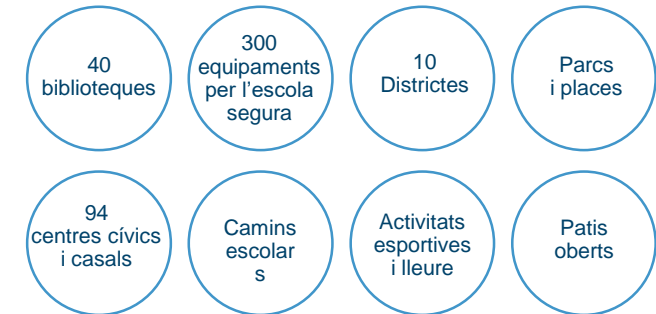 40
biblioteques
300
equipaments
per l'escola
segura
10
Districtes
Parcs
i places
94
centres cívics
i casals
Camins
escolar
s
Activitats
esportives
i lleure
Patis
oberts